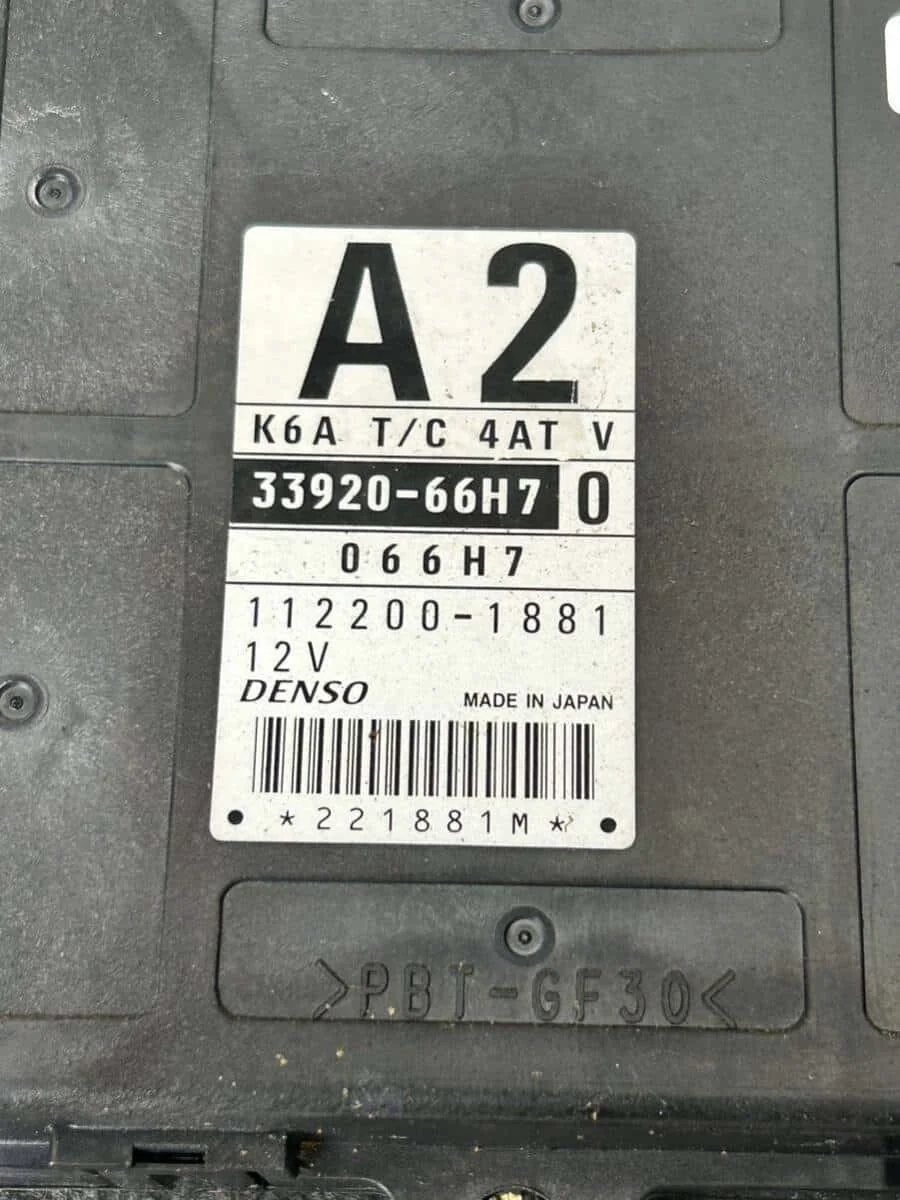 A2
K6A T/C 4AT V
33920-66H7 0
066H7
112200-1881
12V
DENSO MADE IN JAPAN
*221881M*
>PBT-GF30<